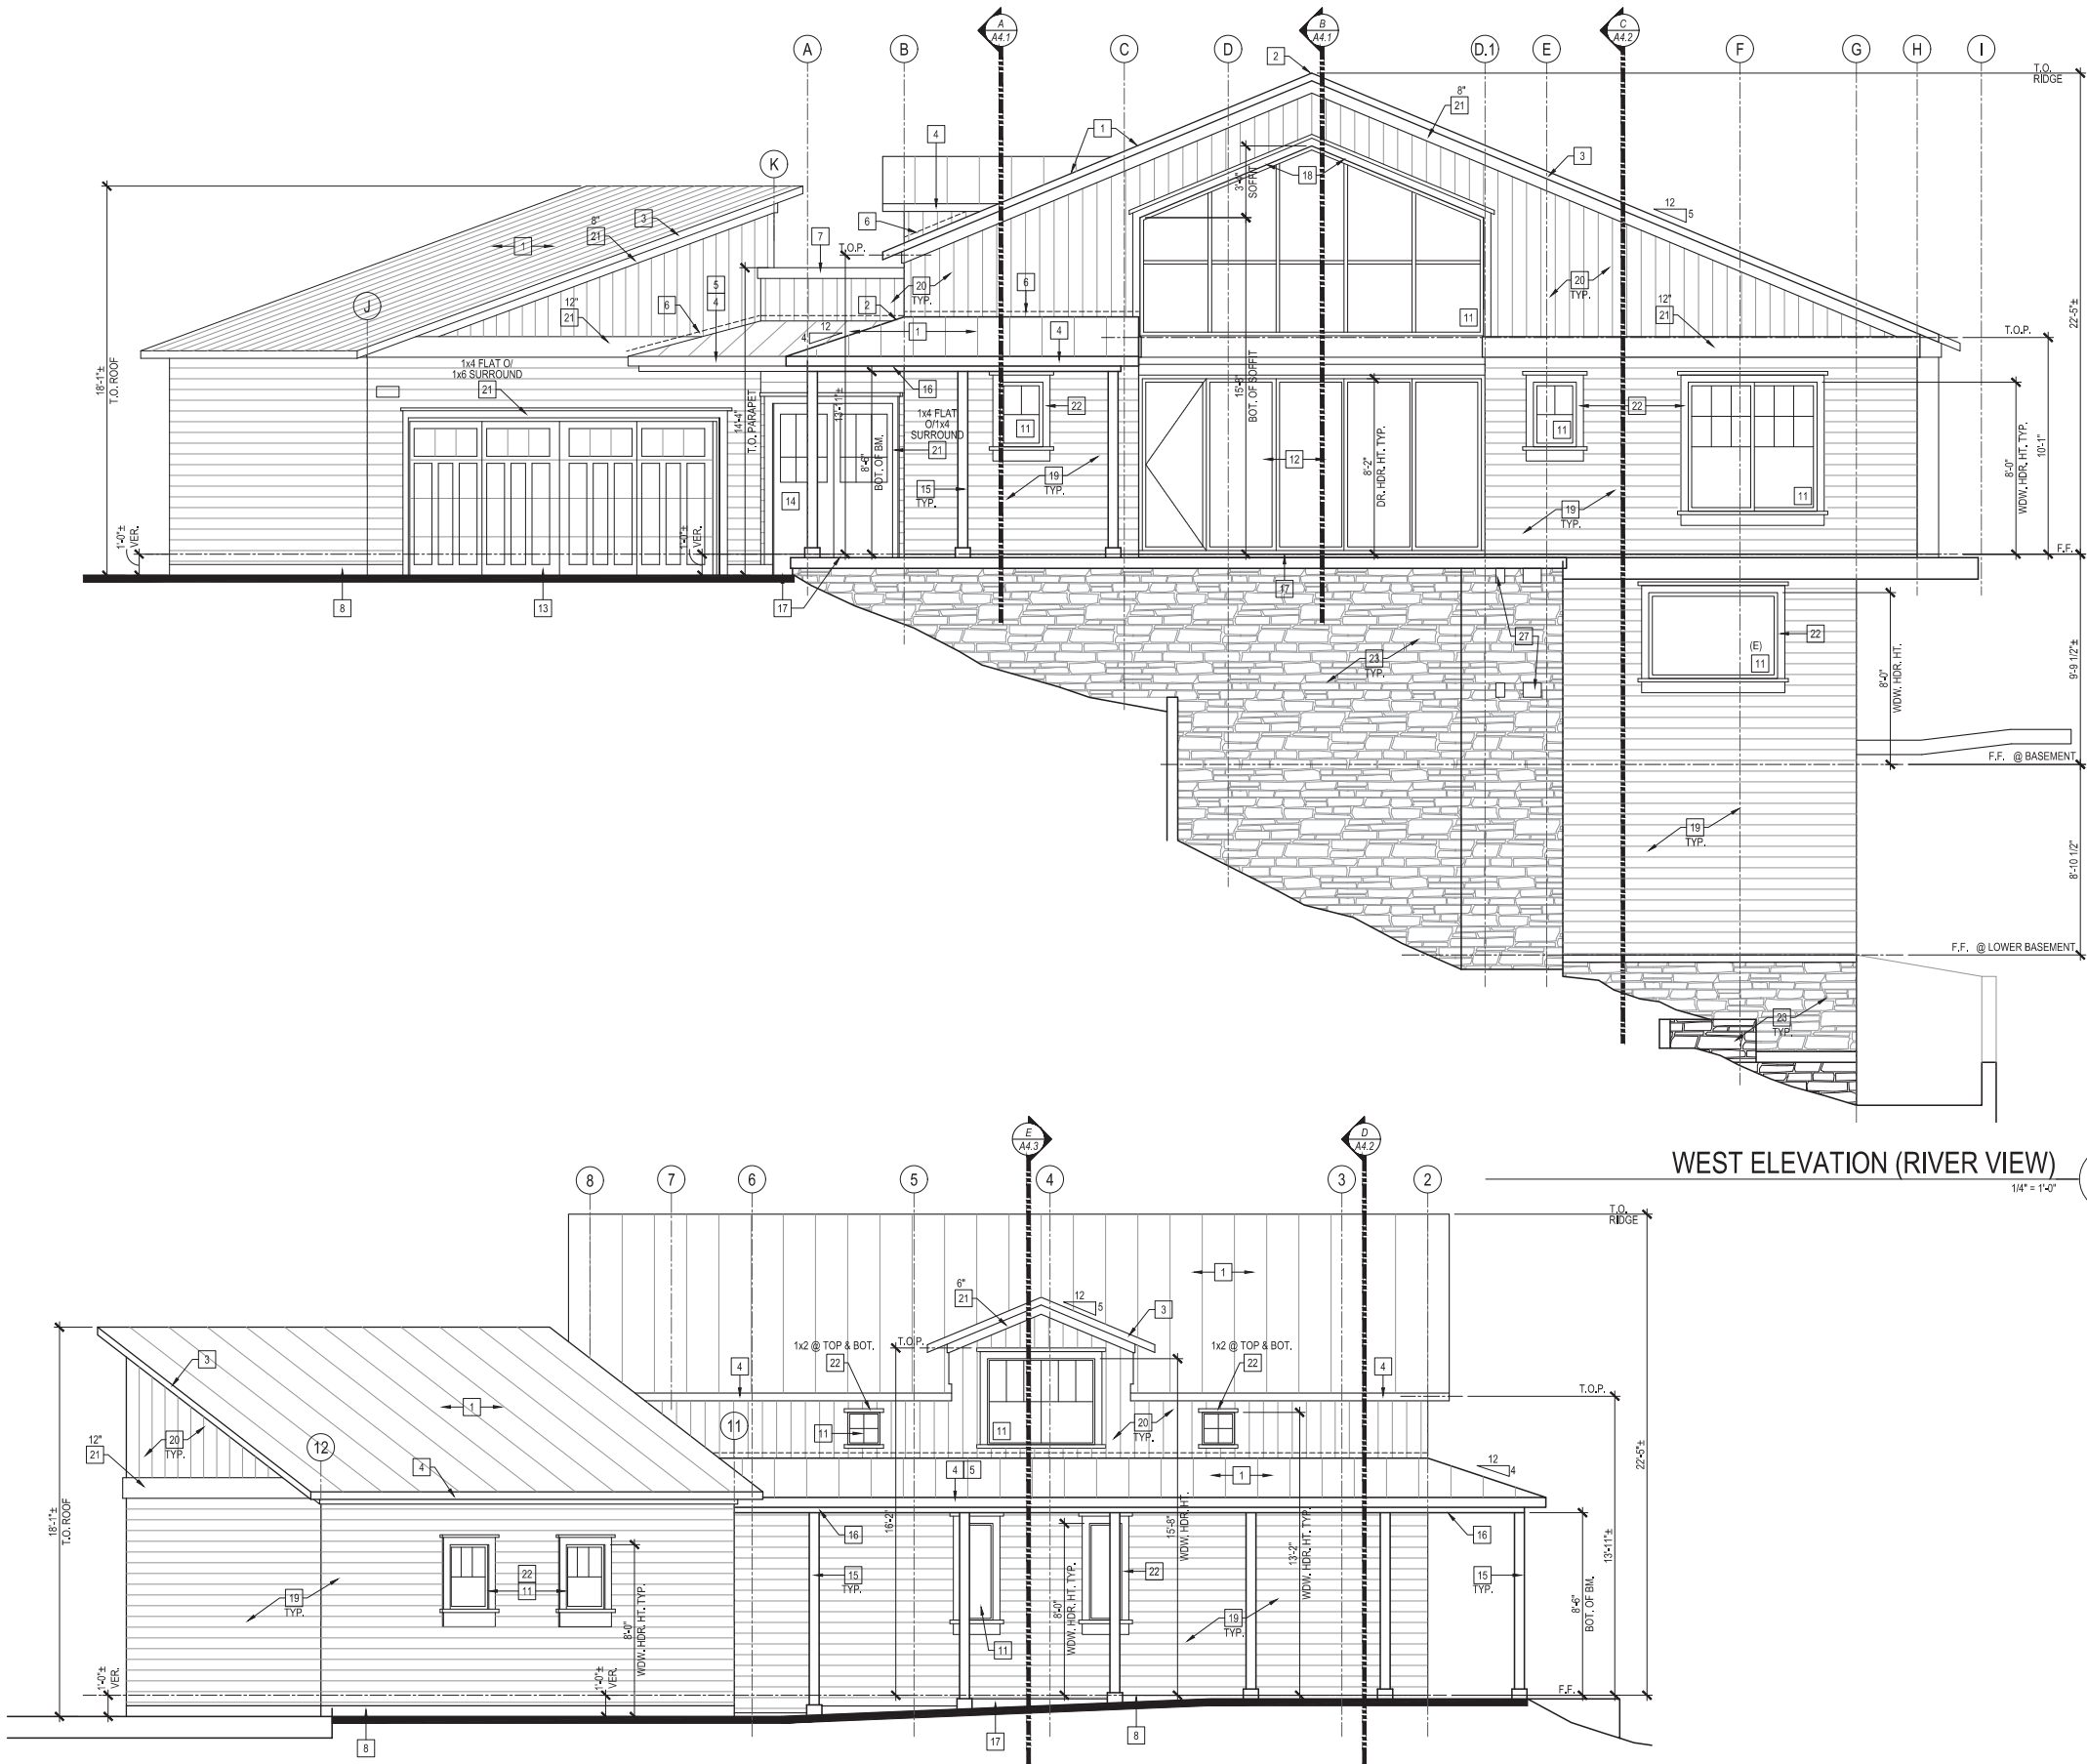 A
A4.1
B
A4.1
C
A4.2
A
B
C
D
D.1
E
F
G
H
I
2
T.O.
RIDGE
8"
21
4
1
3
K
18
3'-
SOFFIT
12
5
8"
21
3
6
7
T.O.P.
1
20
TYP.
6
20
TYP.
J
5
4
6
12"
21
2
12
4
1
4
11
12"
21
T.O.P.
22'-5"±
18'-1"±
T.O. ROOF
1x4 FLAT O/
1x6 SURROUND
21
16
14'-4"
T.O. PARAPET
13'-11"±
8'-6"
BOT. OF BM.
1x4 FLAT
O/1x4
SURROUND
21
22
11
15'-8"
BOT. OF SOFFIT
12
8'-2"
DR. HDR. HT. TYP.
22
11
11
8'-0"
WDW. HDR. HT. TYP.
10'-1"
14
15
TYP.
19
TYP.
19
TYP.
1'-0"±
VER.
1'-0"±
VER.
F.F.
8
13
17
17
27
22
(E)
11
23
TYP.
8'-0"
WDW. HDR. HT.
9'-9 1/2"±
F.F. @ BASEMENT
19
TYP.
8'-10 1/2"
F.F. @ LOWER BASEMENT
23
TYP.
WEST ELEVATION (RIVER VIEW)
1/4" = 1'-0"
E
A4.3
D
A4.2
8
7
6
5
4
3
2
T.O.
RIDGE
1
6"
21
12
5
3
T.O.P.
1x2 @ TOP & BOT.
22
1x2 @ TOP & BOT.
22
4
4
T.O.P.
3
1
11
11
11
20
TYP.
12
20
TYP.
12"
21
4
4 5
1
12
4
22'-5"±
18'-1"±
T.O. ROOF
16
16
16'-2"
15'-8"
WDW. HDR. HT.
13'-2"
WDW. HDR. HT. TYP.
13'-11"±
8'-6"
BOT. OF BM.
22
11
15
TYP.
22
15
TYP.
19
TYP.
8'-0"
WDW. HDR. HT. TYP.
8'-0"
WDW. HDR. HT. TYP.
19
TYP.
11
1'-0"±
VER.
1'-0"±
VER.
F.F.
8
17
8